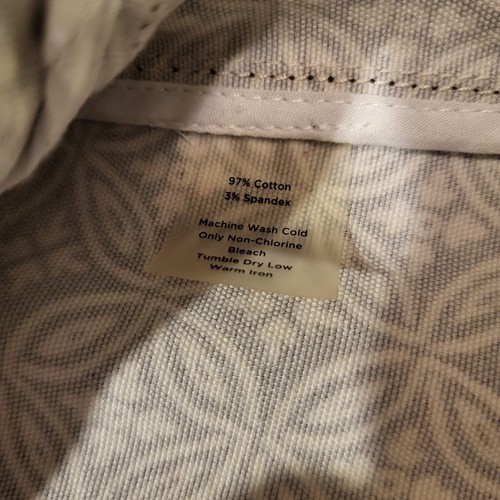 97% Cotton
3% Spandex
Machine Wash Cold
Only Non-Chlorine
Bleach
Tumble Dry Low
Warm Iron